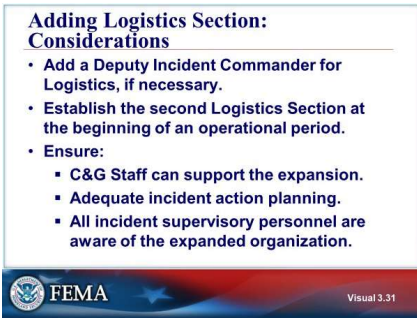 Adding Logistics Section:
Considerations
• Add a Deputy Incident Commander for
Logistics, if necessary.
• Establish the second Logistics Section at
the beginning of an operational period.
• Ensure:
▪ C&G Staff can support the expansion.
▪ Adequate incident action planning.
▪ All incident supervisory personnel are
aware of the expanded organization.
FEMA
Visual 3.31